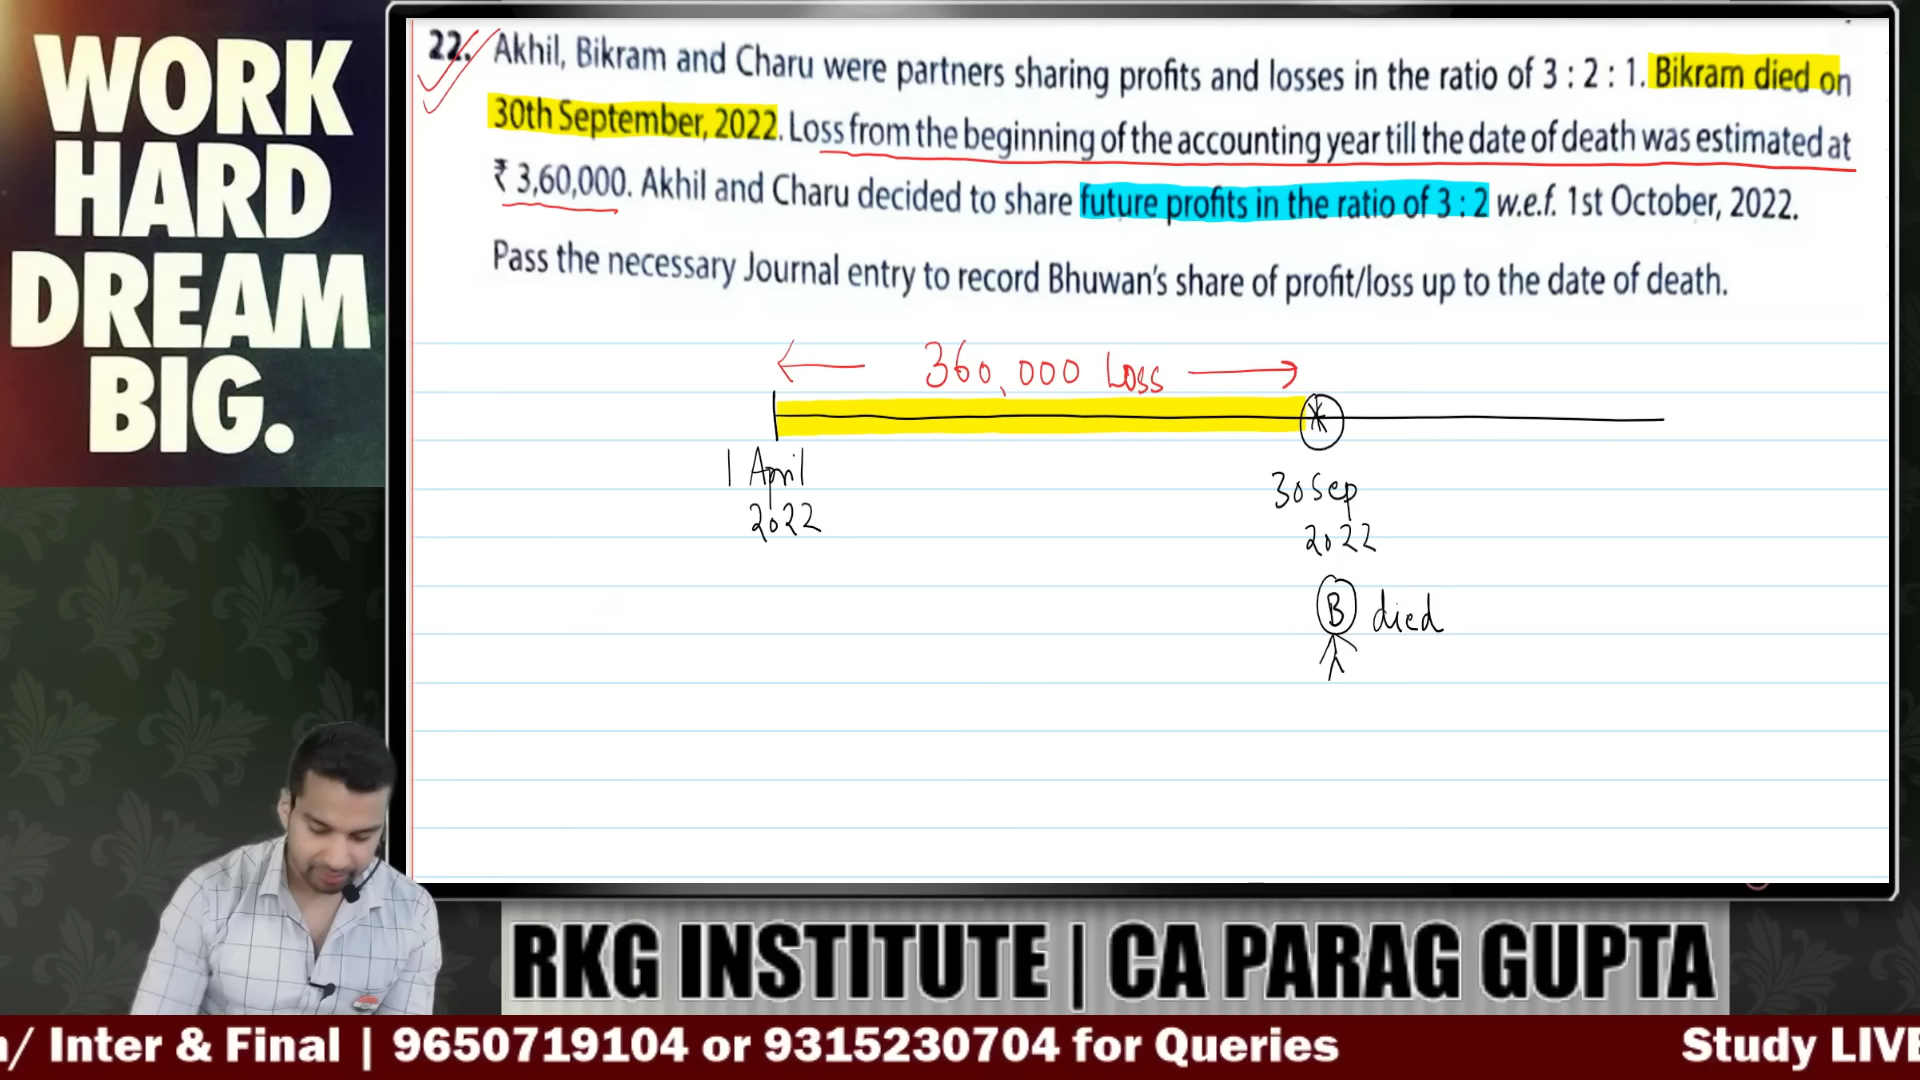 WORK
HARD
DREAM
BIG.
22. Akhil, Bikram and Charu were partners sharing profits and losses in the ratio of 3 : 2 : 1. Bikram died on
30th September, 2022. Loss from the beginning of the accounting year till the date of death was estimated at
₹ 3,60,000. Akhil and Charu decided to share future profits in the ratio of 3 : 2 w.e.f. 1st October, 2022.
Pass the necessary Journal entry to record Bhuwan's share of profit/loss up to the date of death.
360,000 Loss
1 April
2022
30 Sep
2022
B died
RKG INSTITUTE | CA PARAG GUPTA
/ Inter & Final | 9650719104 or 9315230704 for Queries
Study LIVE